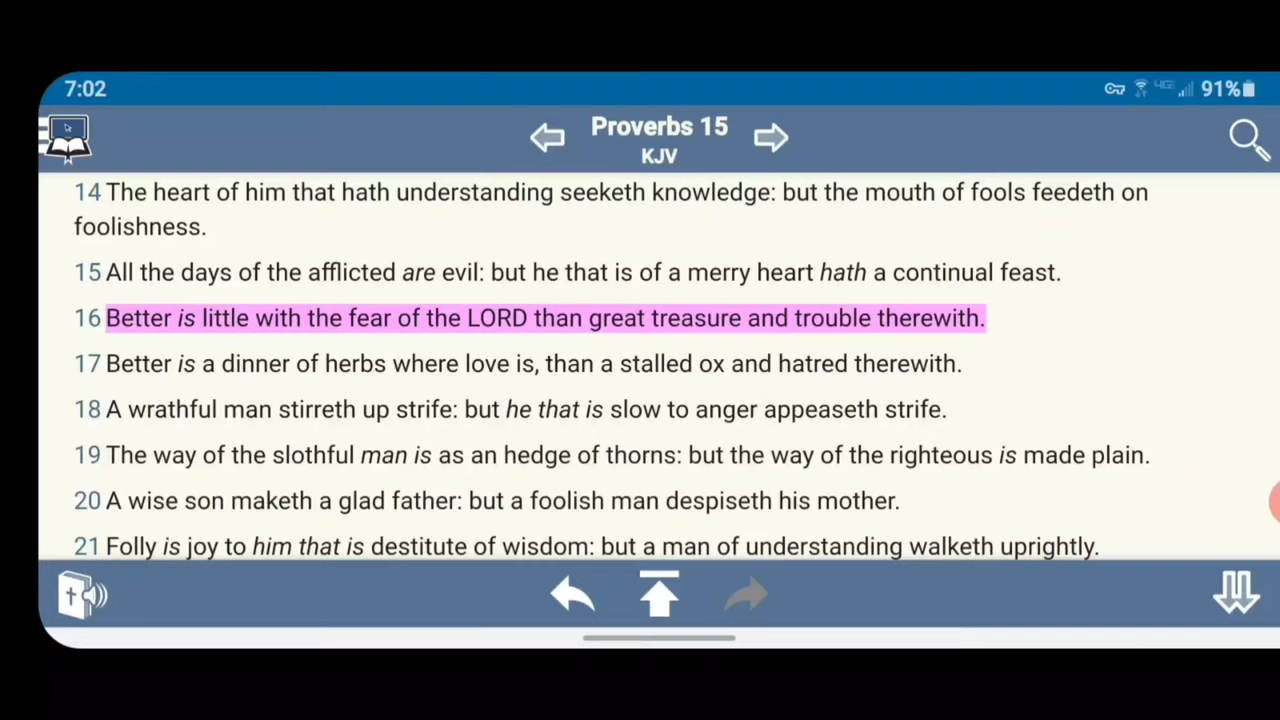 7:02
4G 91%
Proverbs 15
KJV
14 The heart of him that hath understanding seeketh knowledge: but the mouth of fools feedeth on
foolishness.
15 All the days of the afflicted are evil: but he that is of a merry heart hath a continual feast.
16 Better is little with the fear of the LORD than great treasure and trouble therewith.
17 Better is a dinner of herbs where love is, than a stalled ox and hatred therewith.
18 A wrathful man stirreth up strife: but he that is slow to anger appeaseth strife.
19 The way of the slothful man is as an hedge of thorns: but the way of the righteous is made plain.
20 A wise son maketh a glad father: but a foolish man despiseth his mother.
21 Folly is joy to him that is destitute of wisdom: but a man of understanding walketh uprightly.